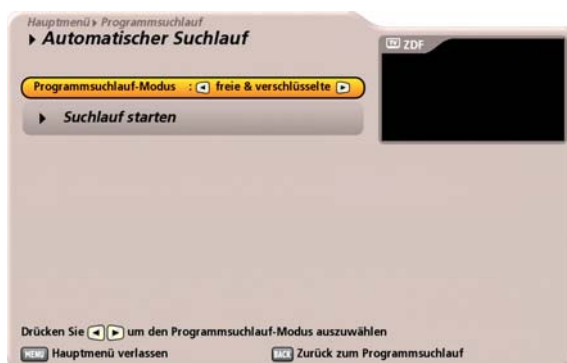 Hauptmenü › Programmsuchlauf
Automatischer Suchlauf
TV ZDF
Programmsuchlauf-Modus : ◄ freie & verschlüsselte ►
Suchlauf starten
Drücken Sie ◄ ► um den Programmsuchlauf-Modus auszuwählen
MENU Hauptmenü verlassen
BACK Zurück zum Programmsuchlauf